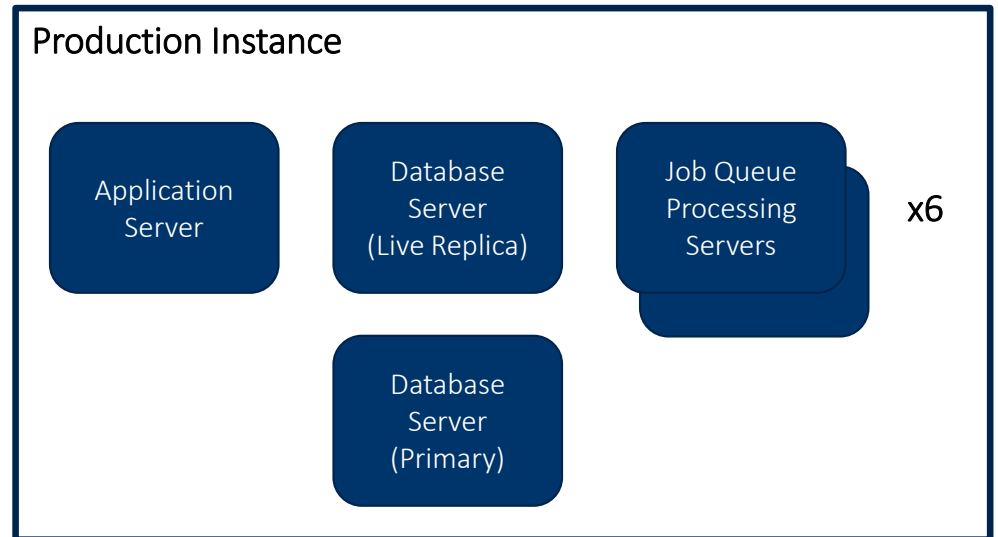 Production Instance
Application
Server
Database
Server
(Live Replica)
Job Queue
Processing
Servers
x6
Database
Server
(Primary)